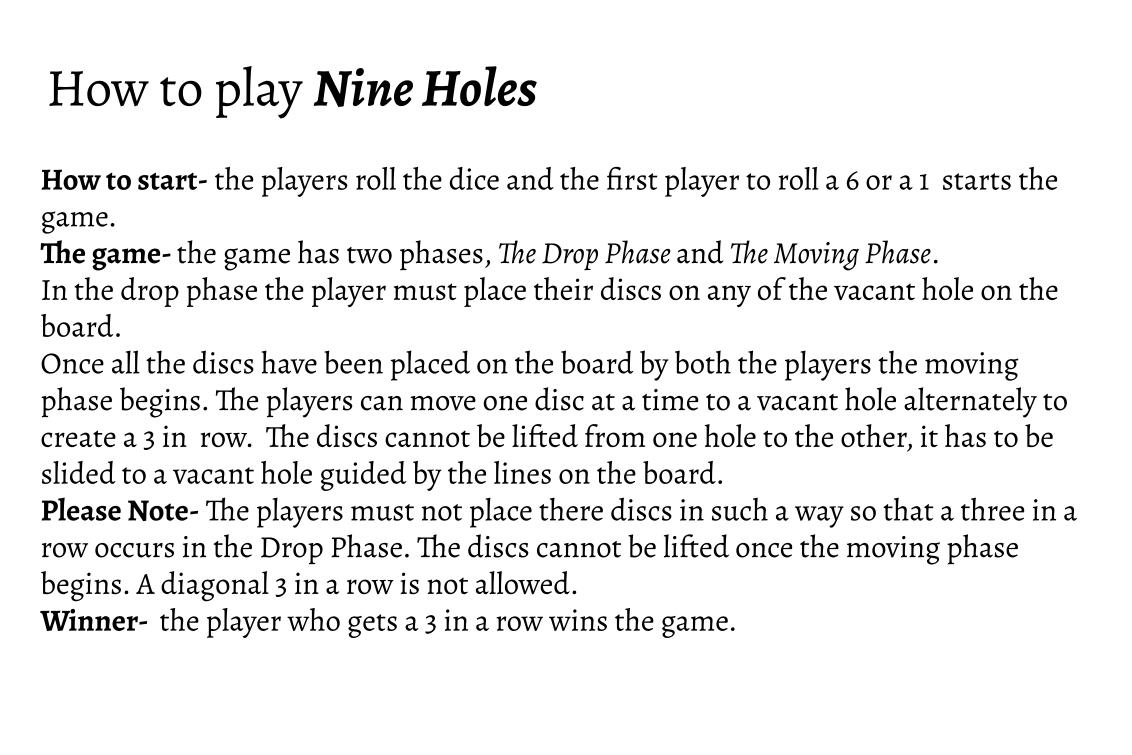 How to play Nine Holes
How to start- the players roll the dice and the first player to roll a 6 or a 1  starts the
game.
The game- the game has two phases, The Drop Phase and The Moving Phase.
In the drop phase the player must place their discs on any of the vacant hole on the
board.
Once all the discs have been placed on the board by both the players the moving
phase begins. The players can move one disc at a time to a vacant hole alternately to
create a 3 in  row.  The discs cannot be lifted from one hole to the other, it has to be
slided to a vacant hole guided by the lines on the board.
Please Note- The players must not place there discs in such a way so that a three in a
row occurs in the Drop Phase. The discs cannot be lifted once the moving phase
begins. A diagonal 3 in a row is not allowed.
Winner-  the player who gets a 3 in a row wins the game.